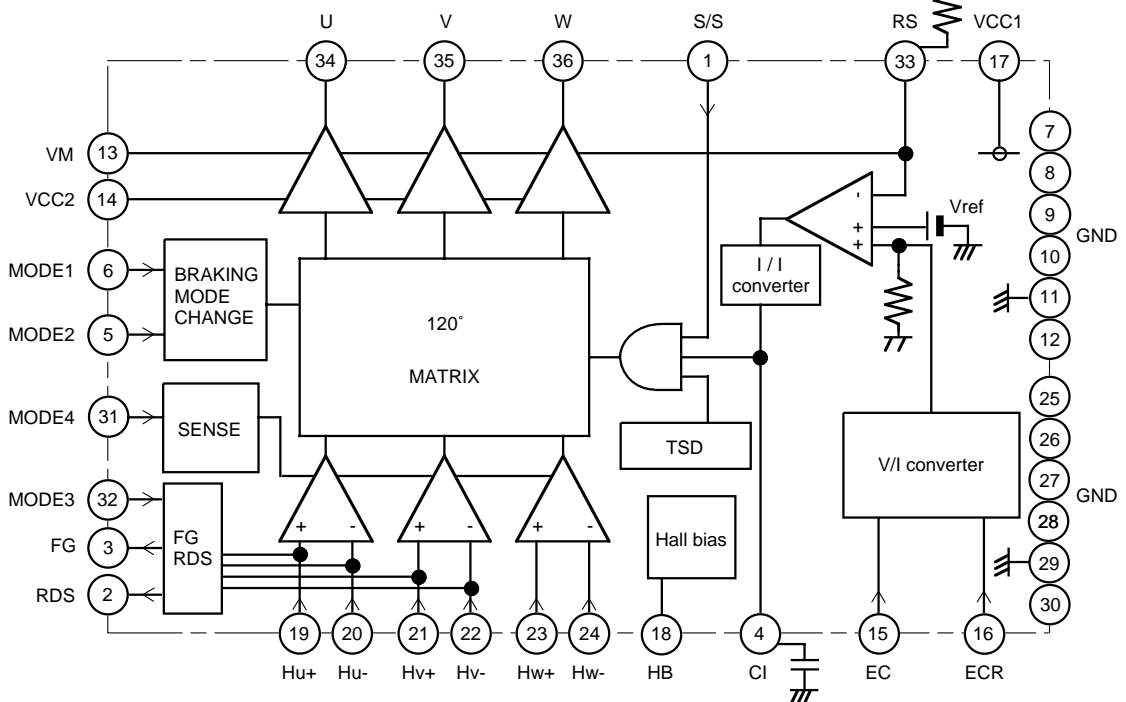 U
V
W
S/S
RS
VCC1
34
35
36
1
33
17
VM
13
VCC2
14
MODE1
6
MODE2
5
BRAKING
MODE
CHANGE
120°
MATRIX
I / I
converter
-
+
+
Vref
7
8
9
10
11
12
GND
MODE4
31
SENSE
TSD
V/I converter
25
26
27
28
29
30
GND
MODE3
32
FG
3
RDS
2
FG
RDS
+
-
+
-
+
-
Hall bias
19
20
21
22
23
24
18
4
15
16
Hu+
Hu-
Hv+
Hv-
Hw+
Hw-
HB
CI
EC
ECR